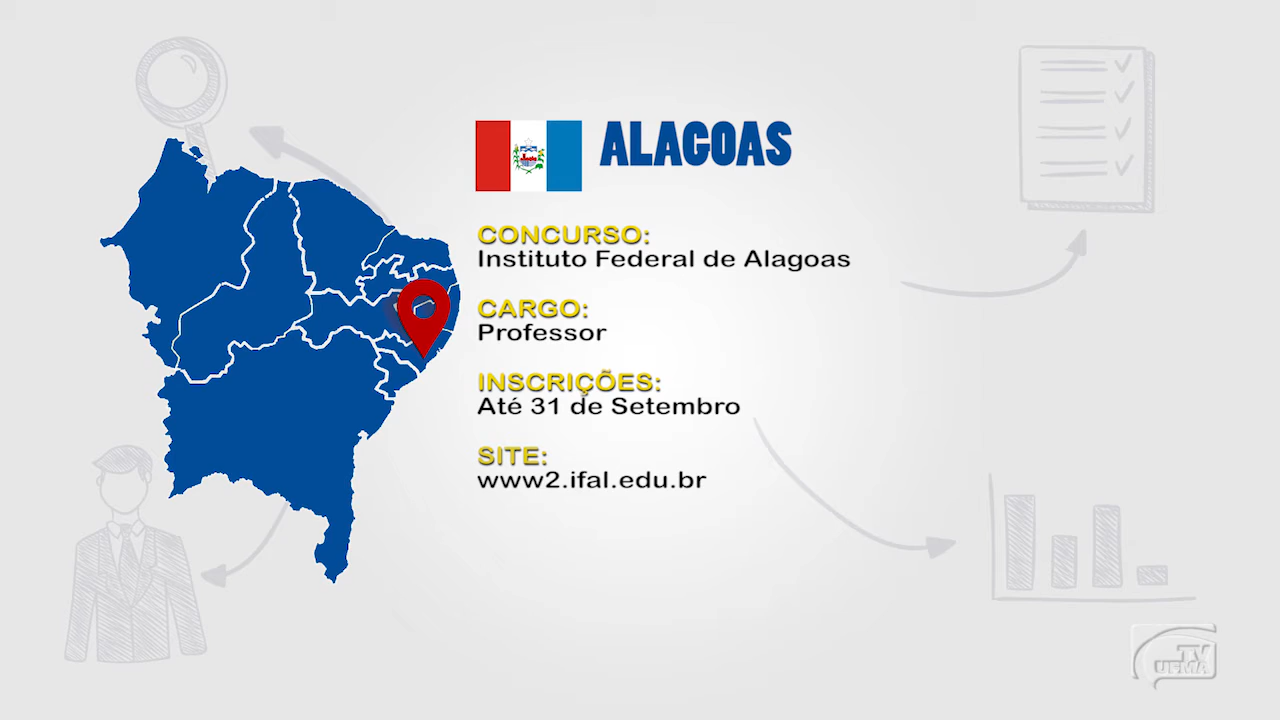 ALAGOAS
CONCURSO:
Instituto Federal de Alagoas
CARGO:
Professor
INSCRIÇÕES:
Até 31 de Setembro
SITE:
www2.ifal.edu.br
TV
UFMA